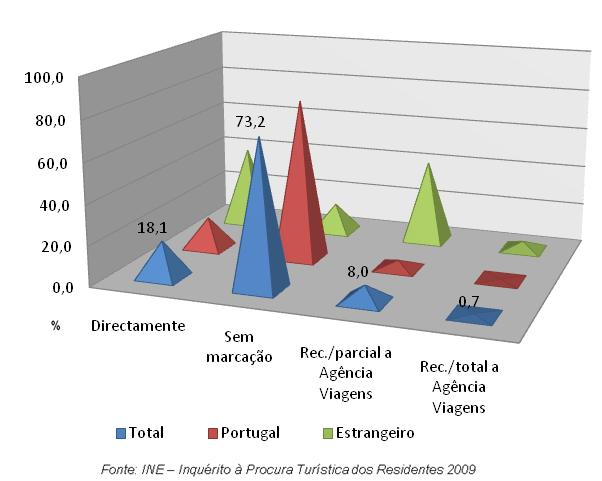 100,0
80,0
60,0
40,0
20,0
0,0
%
73,2
18,1
8,0
0,7
Directamente
Sem
marcação
Rec./parcial a
Agência
Viagens
Rec./total a
Agência
Viagens
Total
Portugal
Estrangeiro
Fonte: INE – Inquérito à Procura Turística dos Residentes 2009